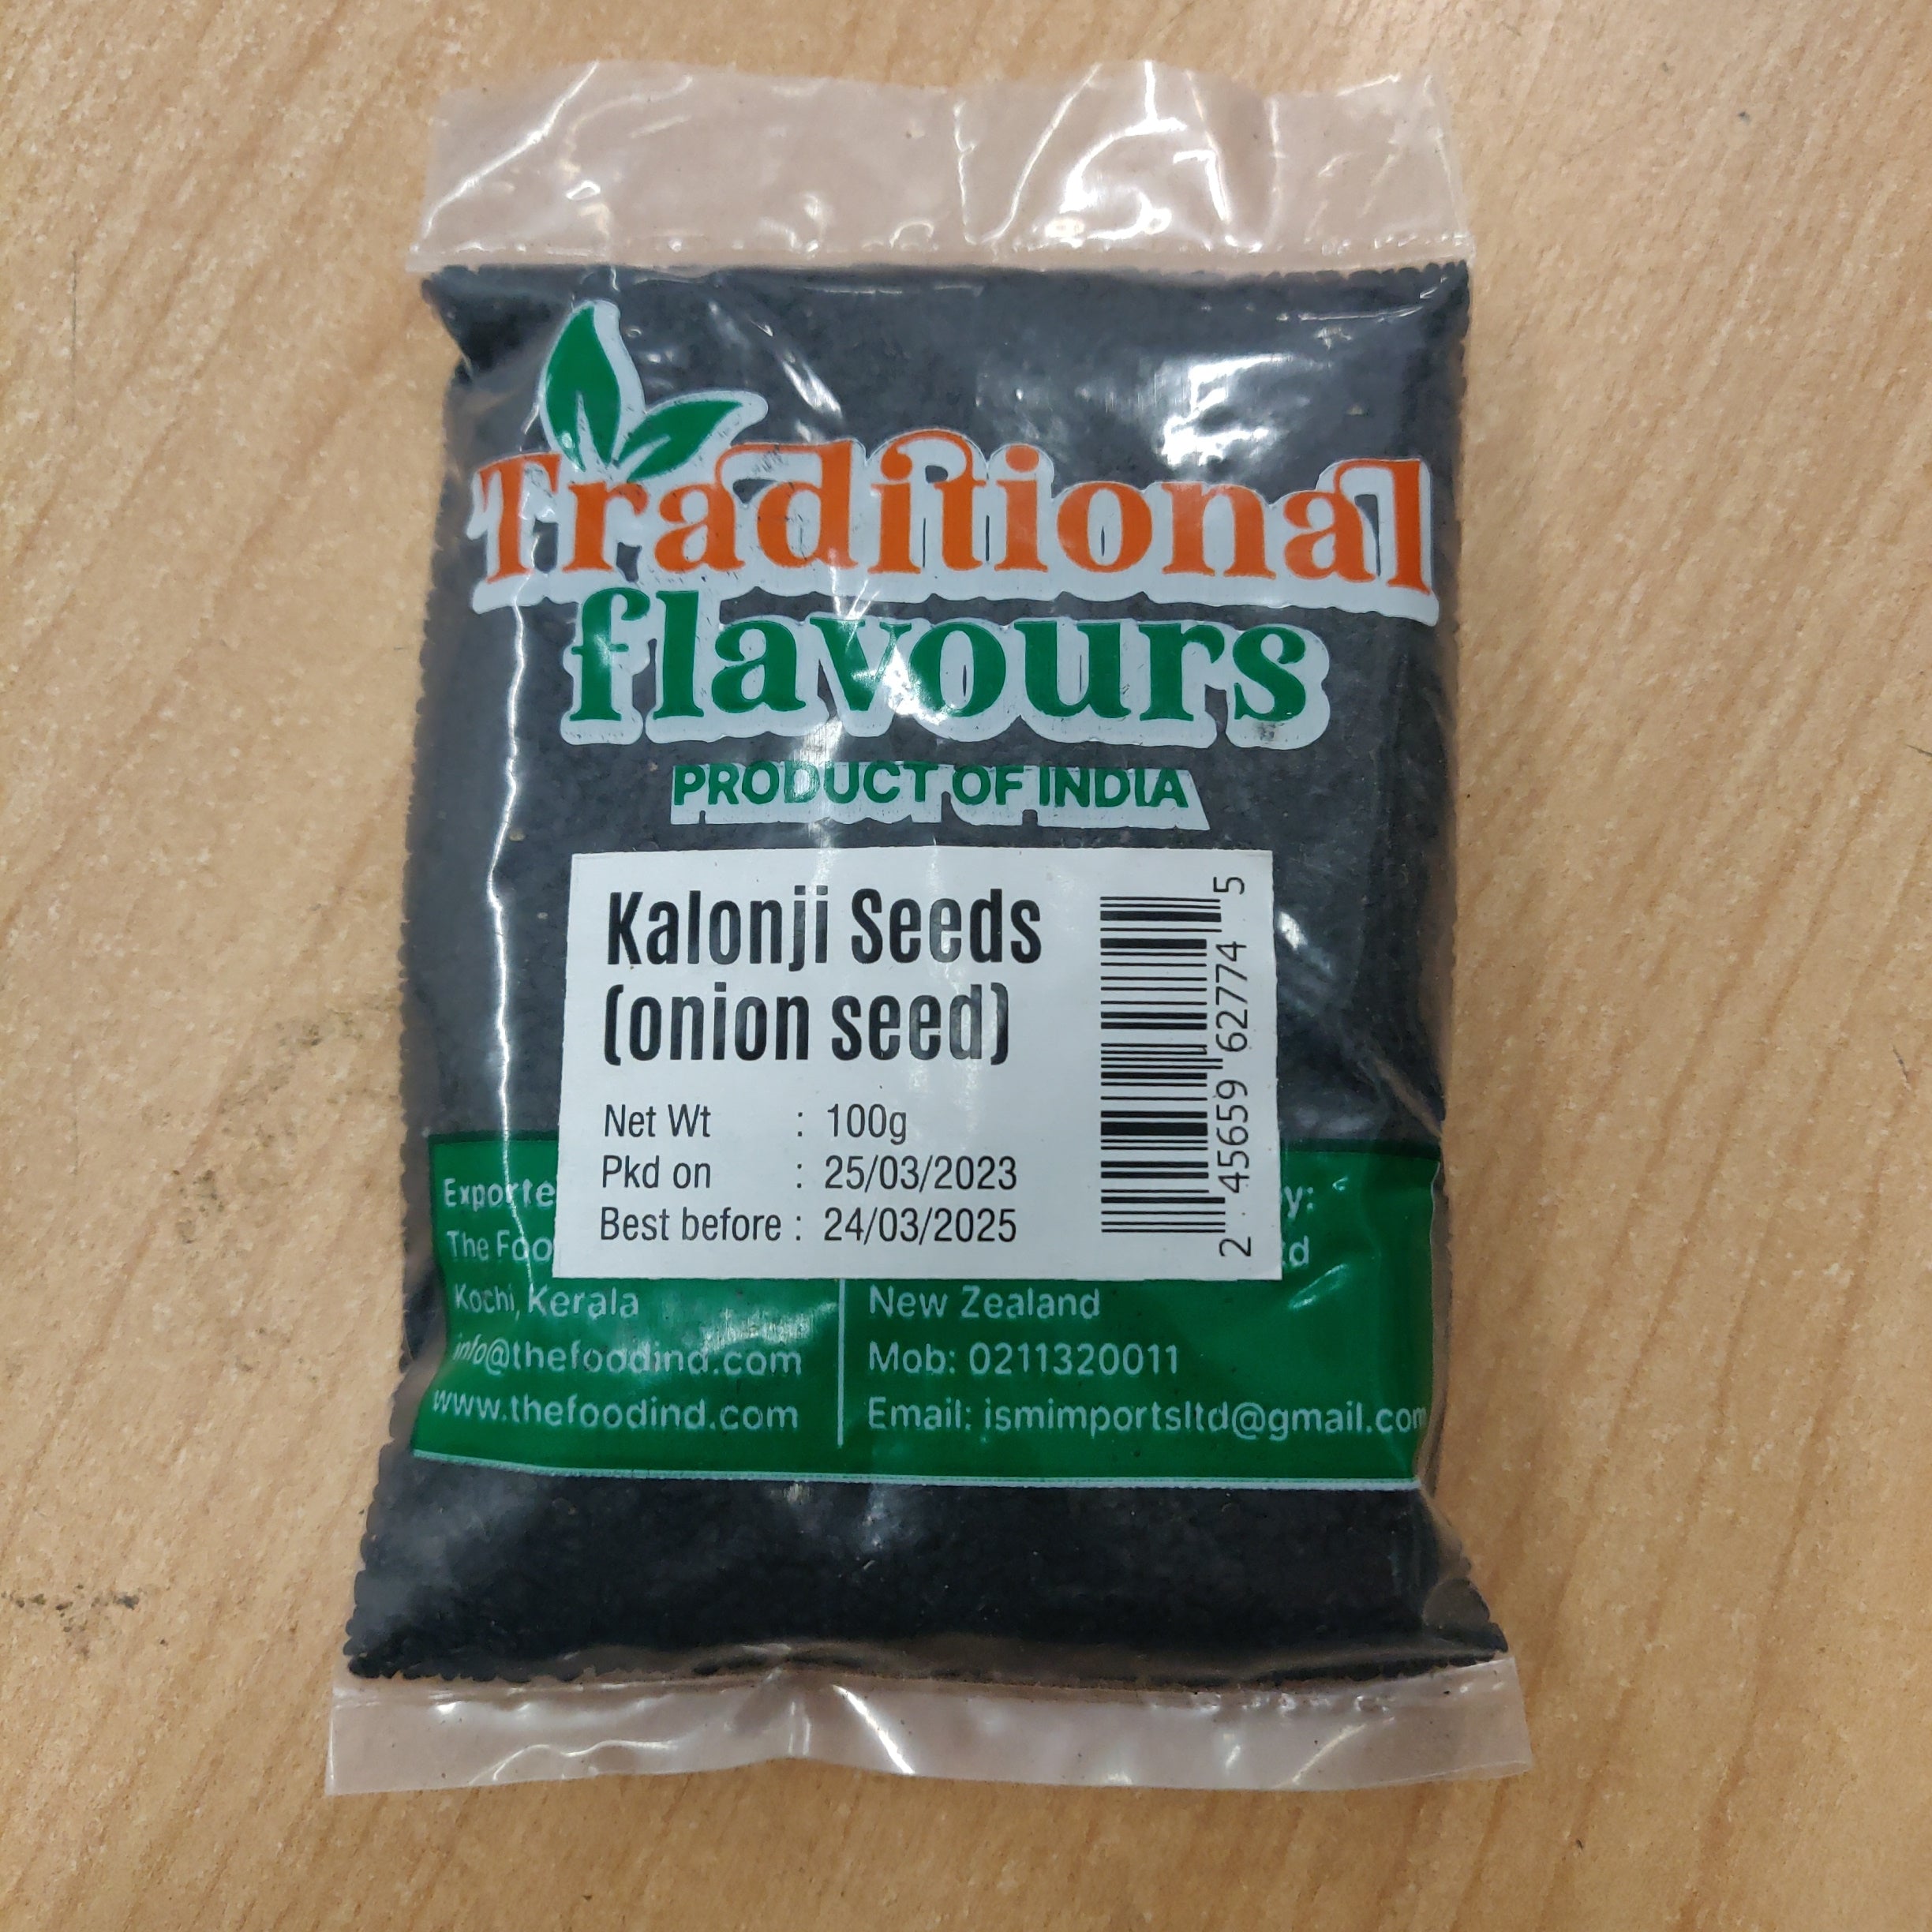 Traditional
flavours
PRODUCT OF INDIA
Kalonji Seeds
(onion seed)
Net Wt : 100g
Pkd on : 25/03/2023
Best before : 24/03/2025
2 45659 62774 5
The
Kochi, Kerala
info@thefoodind.com
www.thefoodind.com
New Zealand
Mob: 0211320011
Email: ismimportsltd@gmail.com